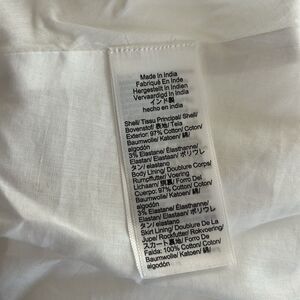 Made In India
Fabriqué En Inde
Hergestellt in Indien
Vervaardigd In India
インド製
hecho en india
Shell/ Tissu Principal/ Shell/
Bovenstof/ 表地/ Tela
Exterior: 97% Cotton/ Coton/
Baumwolle/ Katoen/ 綿/
algodón
3% Elastane/ Élasthanne/
Elastan/ Elastaan/ ポリウレ
タン/ elastano
Body Lining/ Doublure Corps/
Rumpffutter/ Voering
Lichaam/ 胴裏/ Forro Del
Cuerpo: 97% Cotton/ Coton/
Baumwolle/ Katoen/ 綿/
algodón
3% Elastane/ Élasthanne/
Elastan/ Elastaan/ ポリウレ
タン/ elastano
Skirt Lining/ Doublure De La
Jupe/ Rockfutter/ Rokvoering/
スカート裏地/ Forro Del
Falda: 100% Cotton/ Coton/
Baumwolle/ Katoen/ 綿/
algodón